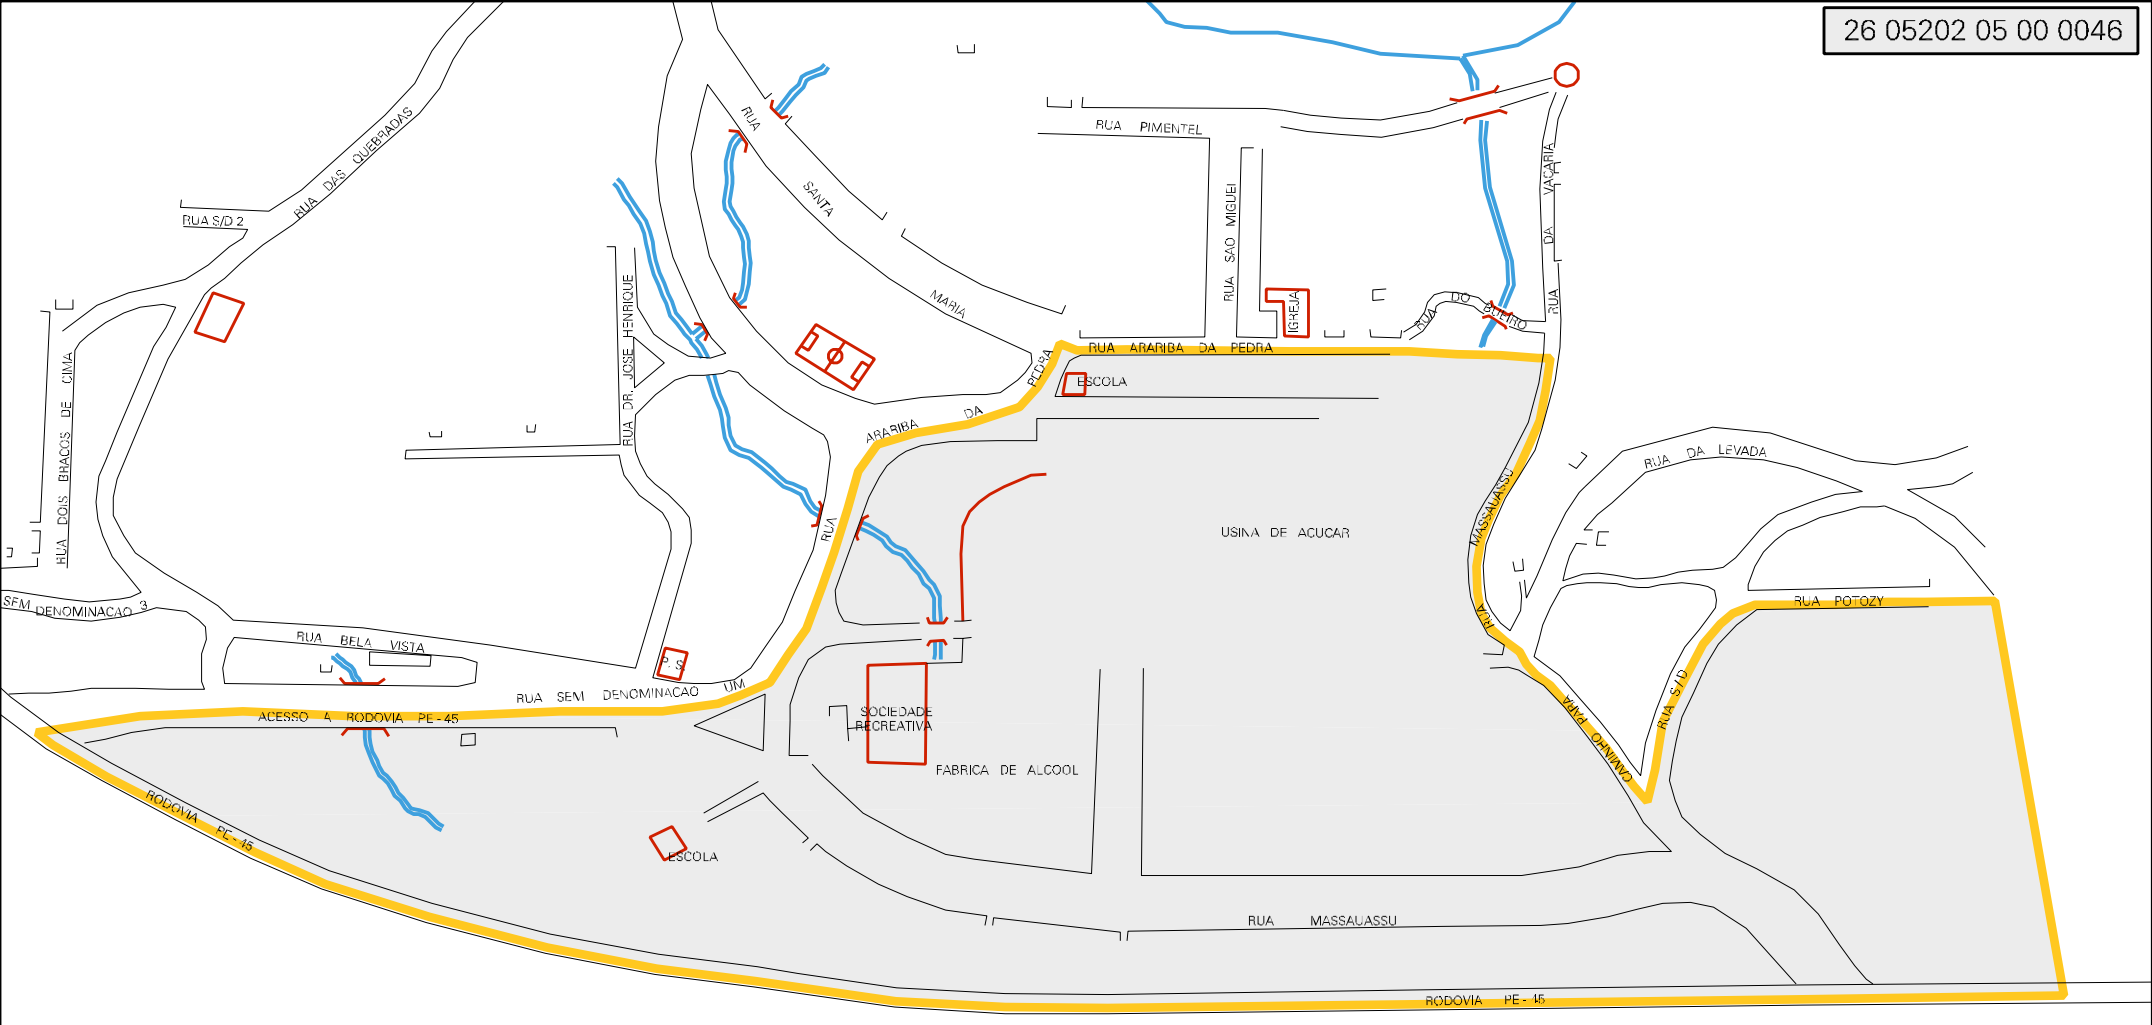 26 05202 05 00 0046
RUA DAS QUEBRADAS
RUA S/D 2
RUA SANTA MARIA
RUA PIMENTEL
RUA SAO MIGUEL
RUA DA VACARIA
IGREJA
RUA DO BUEIRO
RUA ARARIBA DA PEDRA
ESCOLA
RUA DR. JOSE HENRIQUE
RUA DOIS BRACOS DE CIMA
RUA ARARIBA DA PEDRA
RUA DA LEVADA
USINA DE ACUCAR
RUA MASSAUASSU
SEM DENOMINACAO 3
RUA POTOZY
RUA BELA VISTA
P. S.
RUA SEM DENOMINACAO UM
ACESSO A RODOVIA PE - 45
SOCIEDADE
RECREATIVA
RUA S / D
CAMINHO PARA
FABRICA DE ALCOOL
RODOVIA PE - 45
ESCOLA
RUA MASSAUASSU
RODOVIA PE - 45